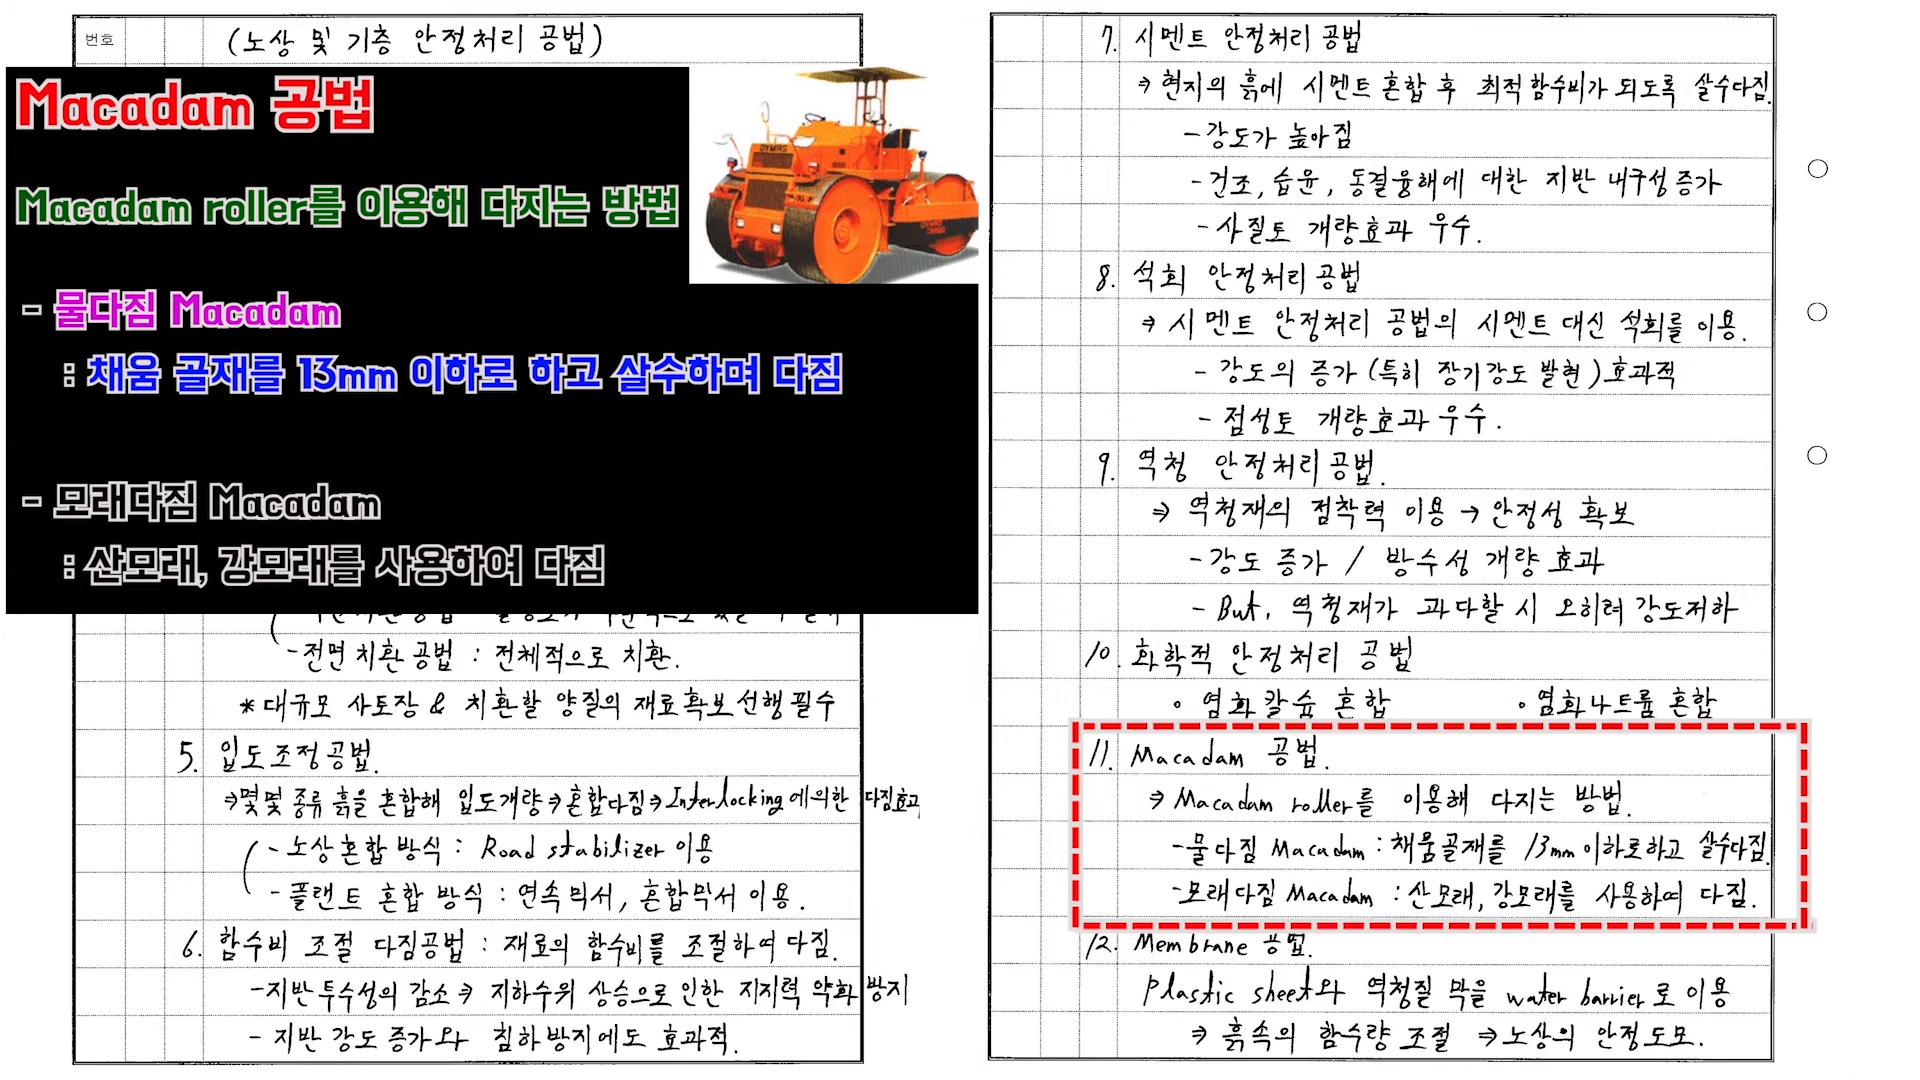 번호
(노상 및 기층 안정처리 공법)
Macadam 공법
Macadam roller를 이용해 다지는 방법
DYMAG
- 물다짐 Macadam
: 채움 골재를 13mm 이하로 하고 살수하며 다짐
- 모래다짐 Macadam
: 산모래, 강모래를 사용하여 다짐
- 전면 치환 공법 : 전체적으로 치환.
* 대규모 사토장 & 치환할 양질의 재료확보 선행 필수
5. 입도조정공법.
⇒ 몇몇 종류 흙을 혼합해 입도개량 ⇒ 혼합다짐 ⇒ Interlocking에 의한 다짐효과
- 노상 혼합 방식 : Road stabilizer 이용
- 플랜트 혼합 방식 : 연속믹서, 혼합믹서 이용.
6. 함수비 조절 다짐공법 : 재료의 함수비를 조절하여 다짐.
- 지반투수성의 감소 ⇒ 지하수위 상승으로 인한 지지력 약화 방지
- 지반 강도 증가와 침하방지에도 효과적.
7. 시멘트 안정처리 공법
⇒ 현지의 흙에 시멘트 혼합 후 최적함수비가 되도록 살수다짐.
- 강도가 높아짐
- 건조, 습윤, 동결융해에 대한 지반 내구성증가
- 사질토 개량효과 우수.
8. 석회 안정처리공법
⇒ 시멘트 안정처리 공법의 시멘트 대신 석회를 이용.
- 강도의 증가 (특히 장기강도 발현) 효과적
- 점성토 개량효과 우수.
9. 역청 안정처리공법.
⇒ 역청재의 점착력 이용 → 안정성 확보
- 강도 증가 / 방수성 개량 효과
- But, 역청재가 과다할 시 오히려 강도저하
10. 화학적 안정처리 공법
• 염화칼슘 혼합 • 염화나트륨 혼합
11. Macadam 공법.
⇒ Macadam roller를 이용해 다지는 방법.
- 물다짐 Macadam : 채움골재를 13mm 이하로하고 살수다짐.
- 모래다짐 Macadam : 산모래, 강모래를 사용하여 다짐.
12. Membrane 공법.
Plastic sheet와 역청질 막을 water barrier로 이용
⇒ 흙속의 함수량 조절 ⇒ 노상의 안정도모.